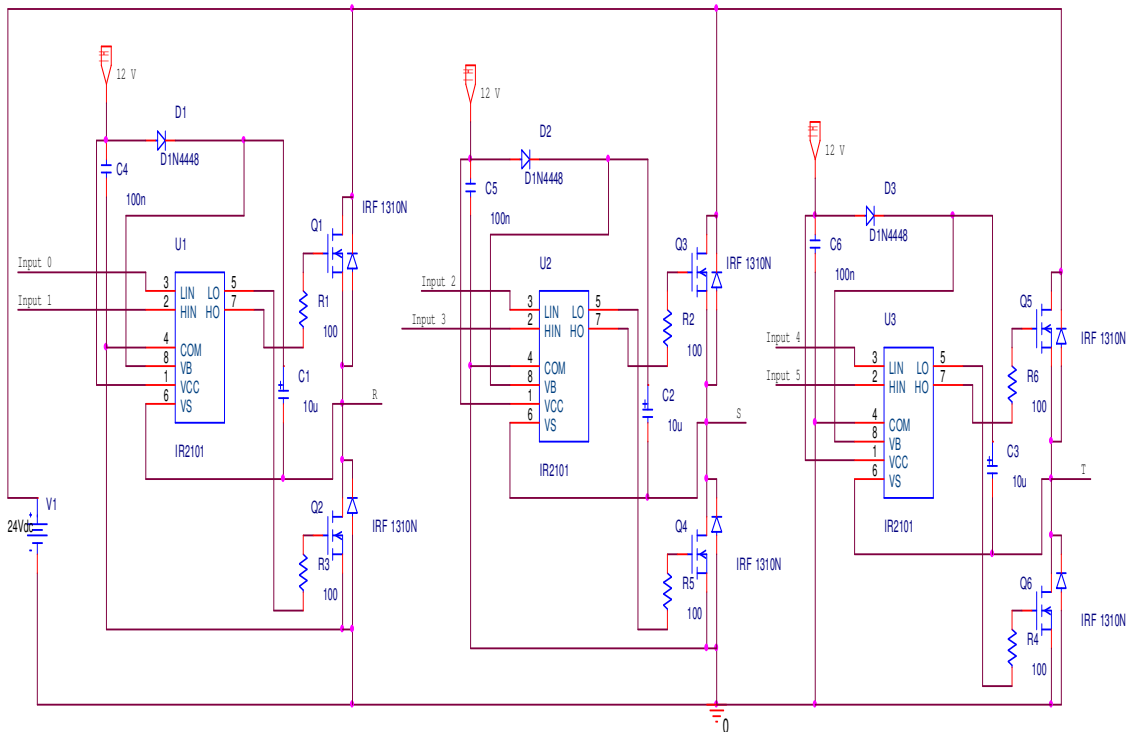 12 V
D1
D1N4448
C4
100n
U1
Input 0
Input 1
3 LIN LO 5
2 HIN HO 7
4 COM
8 VB
1 VCC
6 VS
IR2101
Q1
IRF 1310N
R1
100
C1
10u
R
Q2
IRF 1310N
R3
100
V1
24Vdc
12 V
D2
D1N4448
C5
100n
U2
Input 2
Input 3
3 LIN LO 5
2 HIN HO 7
4 COM
8 VB
1 VCC
6 VS
IR2101
Q3
IRF 1310N
R2
100
C2
10u
S
Q4
IRF 1310N
R5
100
12 V
D3
D1N4448
C6
100n
U3
Input 4
Input 5
3 LIN LO 5
2 HIN HO 7
4 COM
8 VB
1 VCC
6 VS
IR2101
Q5
IRF 1310N
R6
100
C3
10u
T
Q6
IRF 1310N
R4
100
0